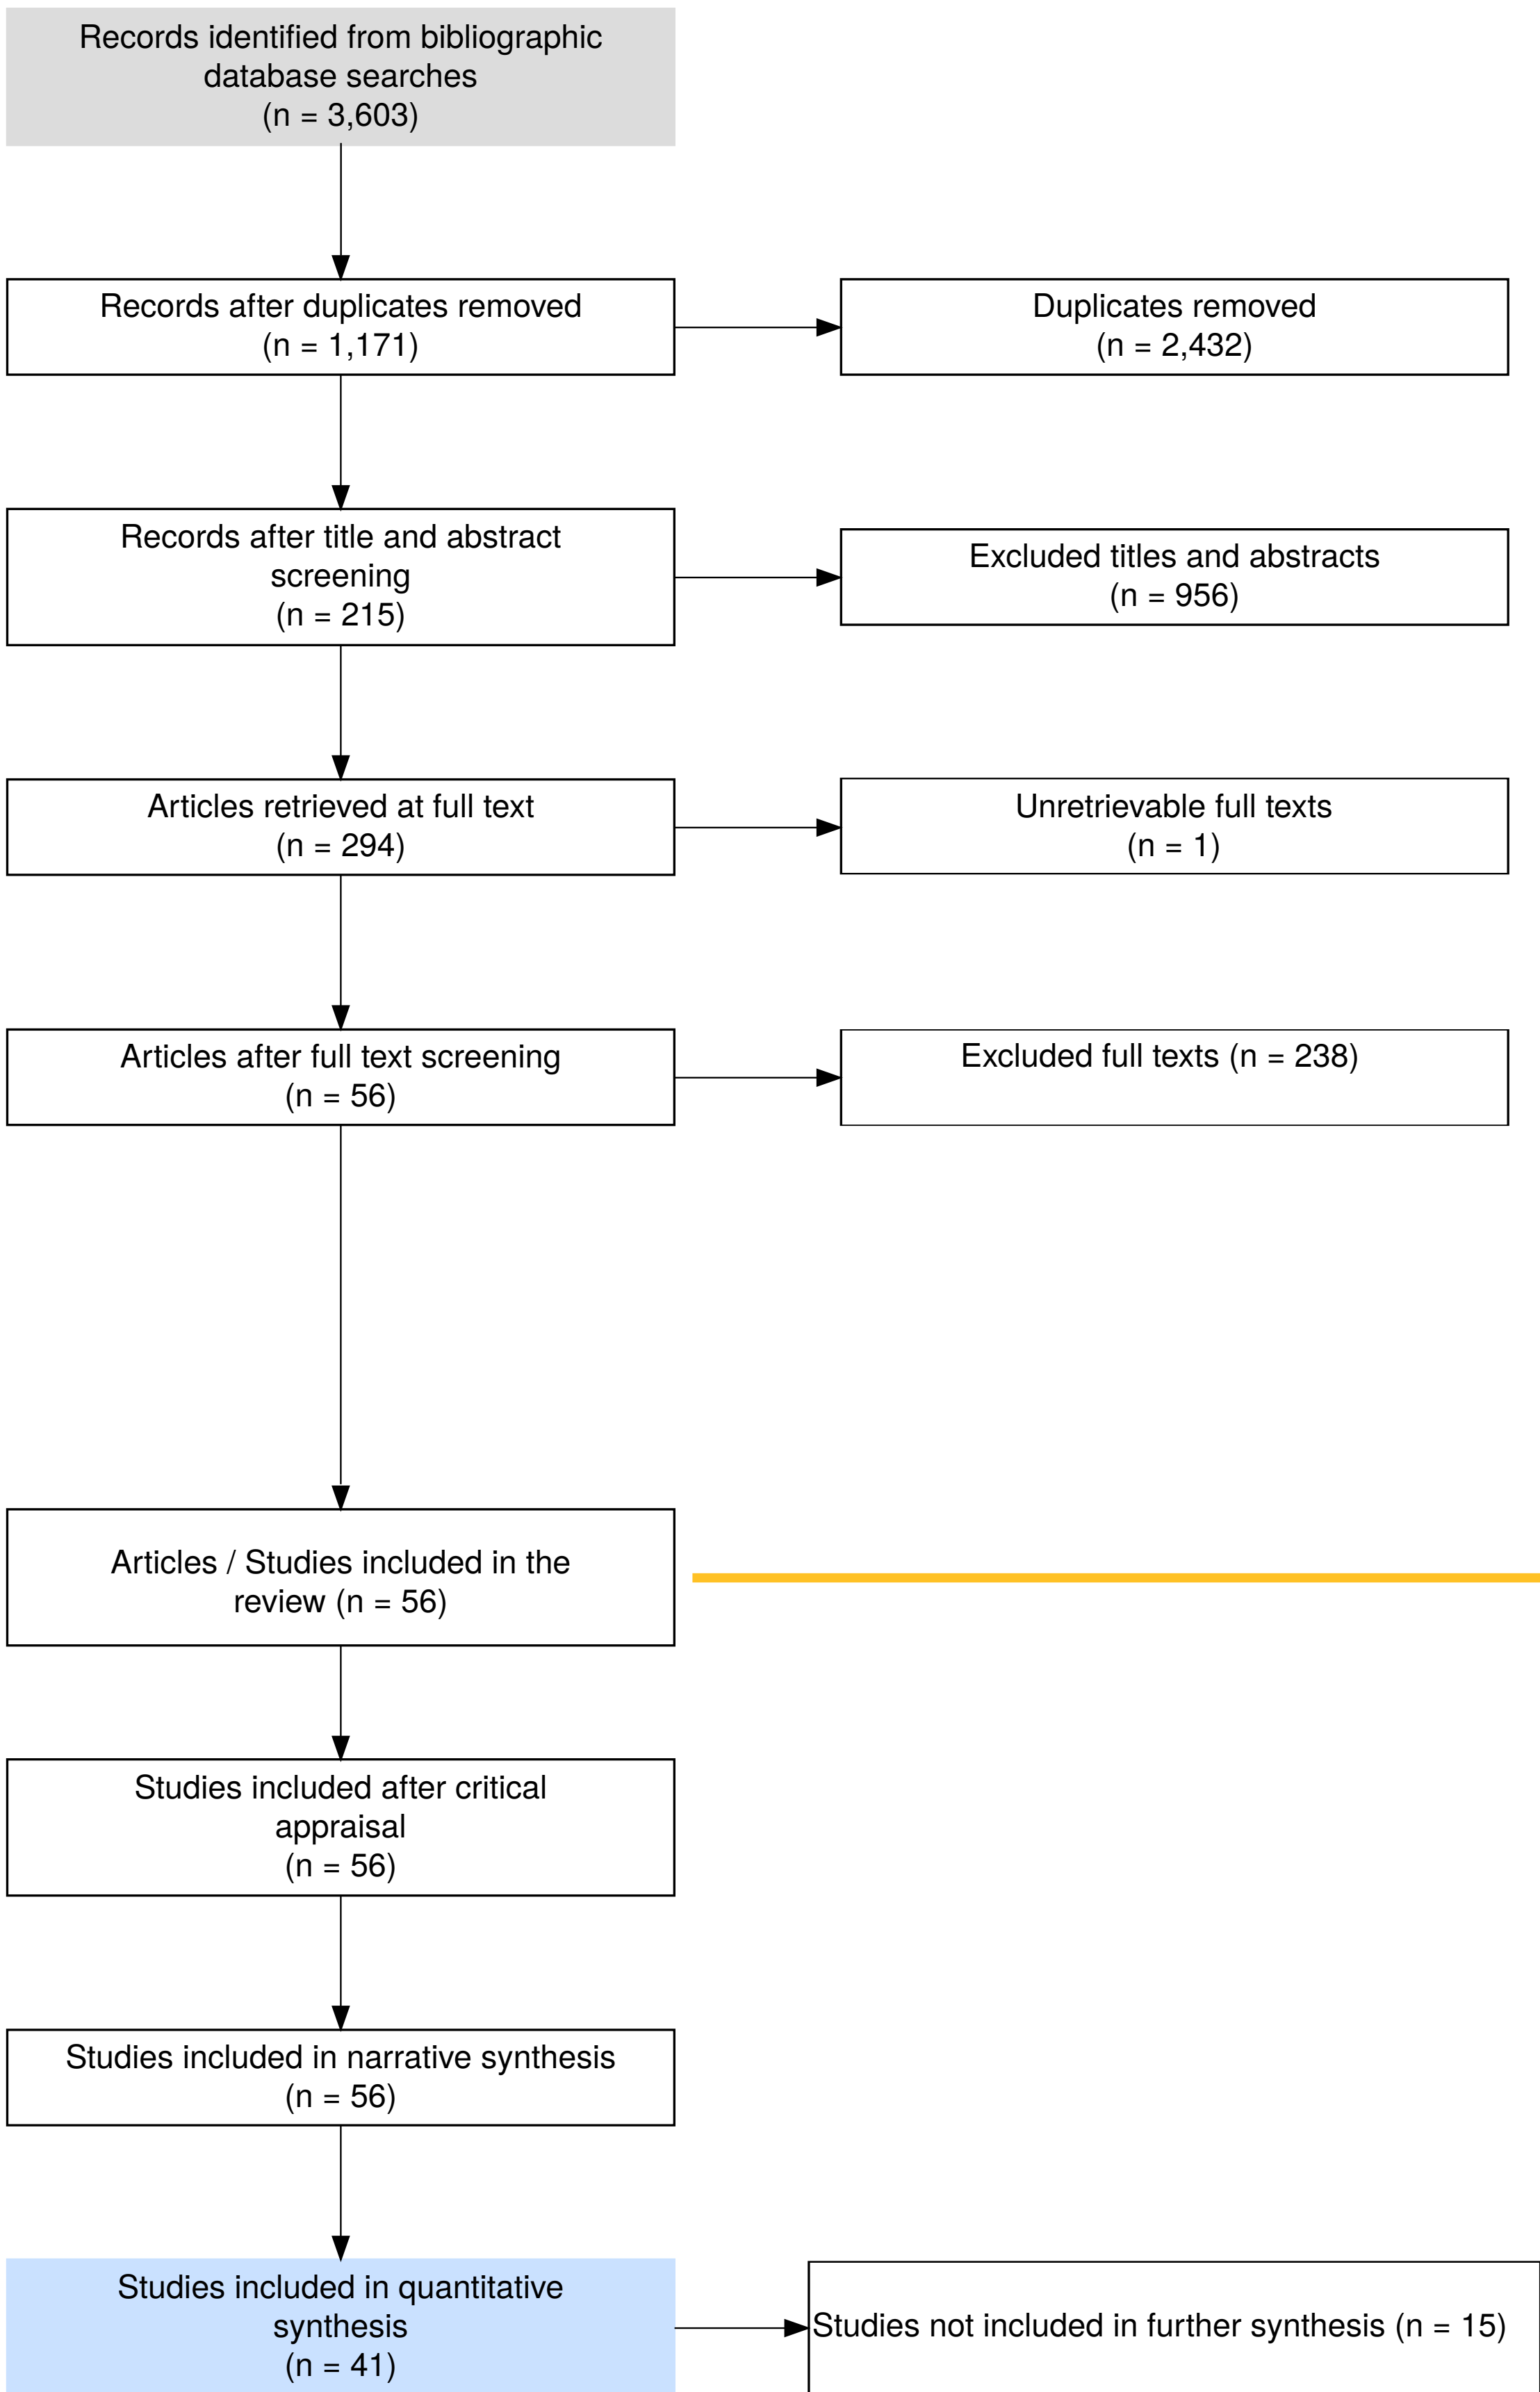 Records identified from bibliographic
database searches
(n = 3,603)
Records after duplicates removed
(n = 1,171)
Duplicates removed
(n = 2,432)
Records after title and abstract
screening
(n = 215)
Excluded titles and abstracts
(n = 956)
Articles retrieved at full text
(n = 294)
Unretrievable full texts
(n = 1)
Articles after full text screening
(n = 56)
Excluded full texts (n = 238)
Articles / Studies included in the
review (n = 56)
Studies included after critical
appraisal
(n = 56)
Studies included in narrative synthesis
(n = 56)
Studies included in quantitative
synthesis
(n = 41)
Studies not included in further synthesis (n = 15)